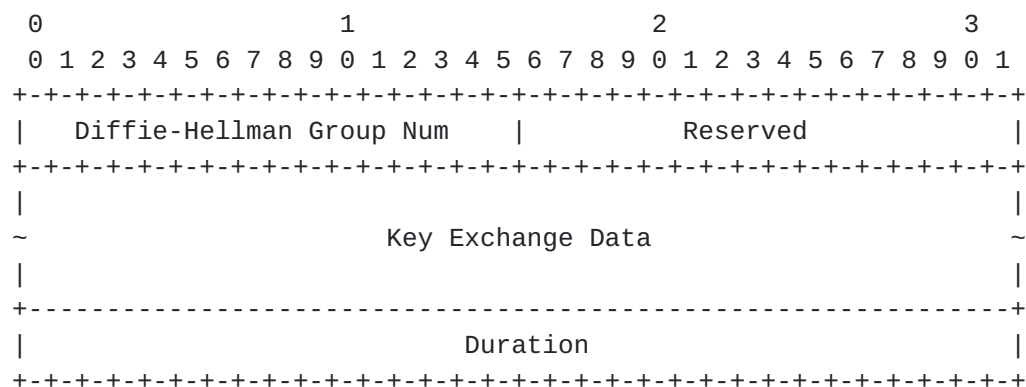 0                   1                   2                   3
 0 1 2 3 4 5 6 7 8 9 0 1 2 3 4 5 6 7 8 9 0 1 2 3 4 5 6 7 8 9 0 1
+-+-+-+-+-+-+-+-+-+-+-+-+-+-+-+-+-+-+-+-+-+-+-+-+-+-+-+-+-+-+-+-+
|   Diffie-Hellman Group Num    |          Reserved             |
+-+-+-+-+-+-+-+-+-+-+-+-+-+-+-+-+-+-+-+-+-+-+-+-+-+-+-+-+-+-+-+-+
|                                                               |
~                       Key Exchange Data                       ~
|                                                               |
+---------------------------------------------------------------+
|                            Duration                           |
+-+-+-+-+-+-+-+-+-+-+-+-+-+-+-+-+-+-+-+-+-+-+-+-+-+-+-+-+-+-+-+-+